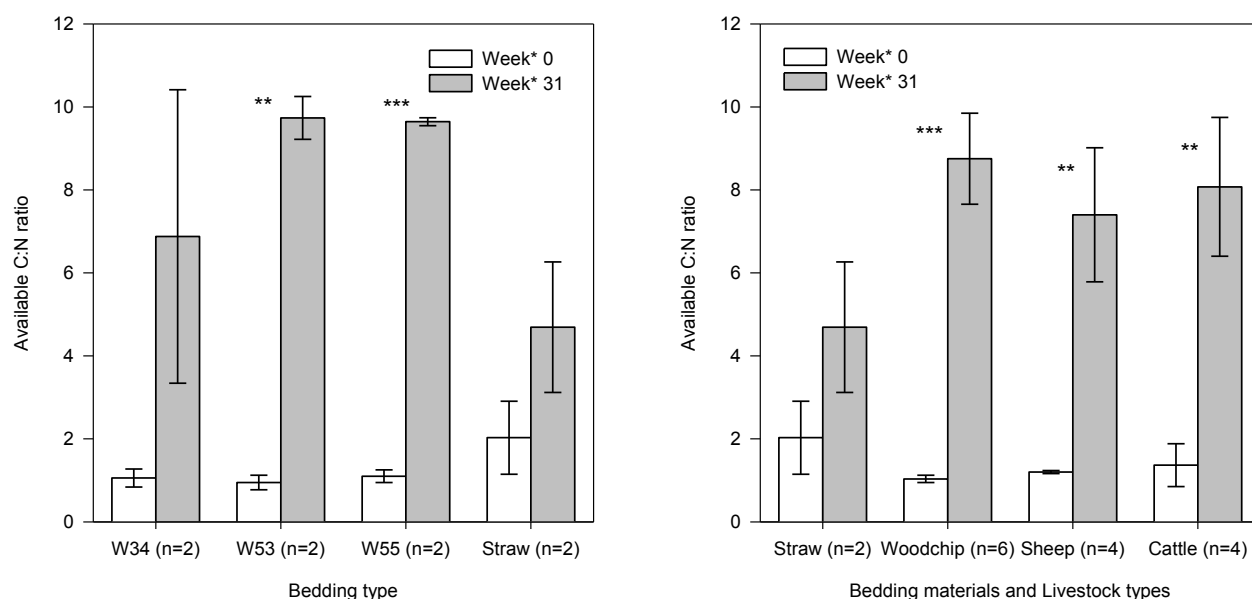 12
10
8
6
4
2
0
Available C:N ratio
Week* 0
Week* 31
**
***
W34 (n=2)
W53 (n=2)
W55 (n=2)
Straw (n=2)
Bedding type
12
10
8
6
4
2
0
Available C:N ratio
Week* 0
Week* 31
***
**
**
Straw (n=2)
Woodchip (n=6)
Sheep (n=4)
Cattle (n=4)
Bedding materials and Livestock types